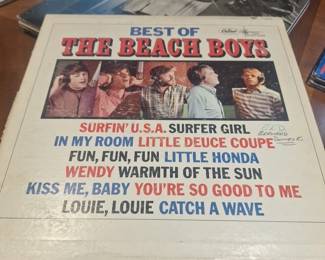 BEST OF
Capitol
THE BEACH BOYS
SURFIN' U.S.A. SURFER GIRL
IN MY ROOM LITTLE DEUCE COUPE
FUN, FUN, FUN LITTLE HONDA
WENDY WARMTH OF THE SUN
KISS ME, BABY YOU'RE SO GOOD TO ME
LOUIE, LOUIE CATCH A WAVE